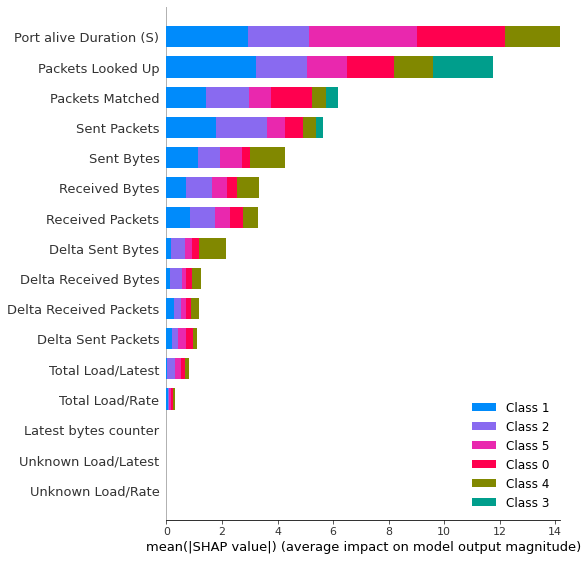 Port alive Duration (S)
Packets Looked Up
Packets Matched
Sent Packets
Sent Bytes
Received Bytes
Received Packets
Delta Sent Bytes
Delta Received Bytes
Delta Received Packets
Delta Sent Packets
Total Load/Latest
Total Load/Rate
Latest bytes counter
Unknown Load/Latest
Unknown Load/Rate
Class 1
Class 2
Class 5
Class 0
Class 4
Class 3
0 2 4 6 8 10 12 14
mean(|SHAP value|) (average impact on model output magnitude)